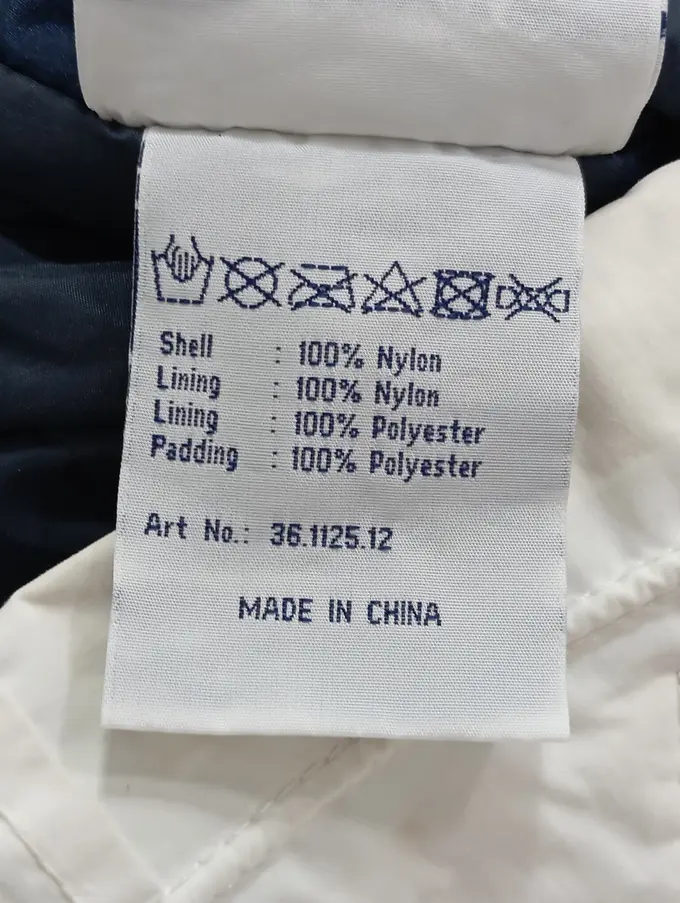 Shell : 100% Nylon
Lining : 100% Nylon
Lining : 100% Polyester
Padding : 100% Polyester
Art No.: 36.1125.12
MADE IN CHINA